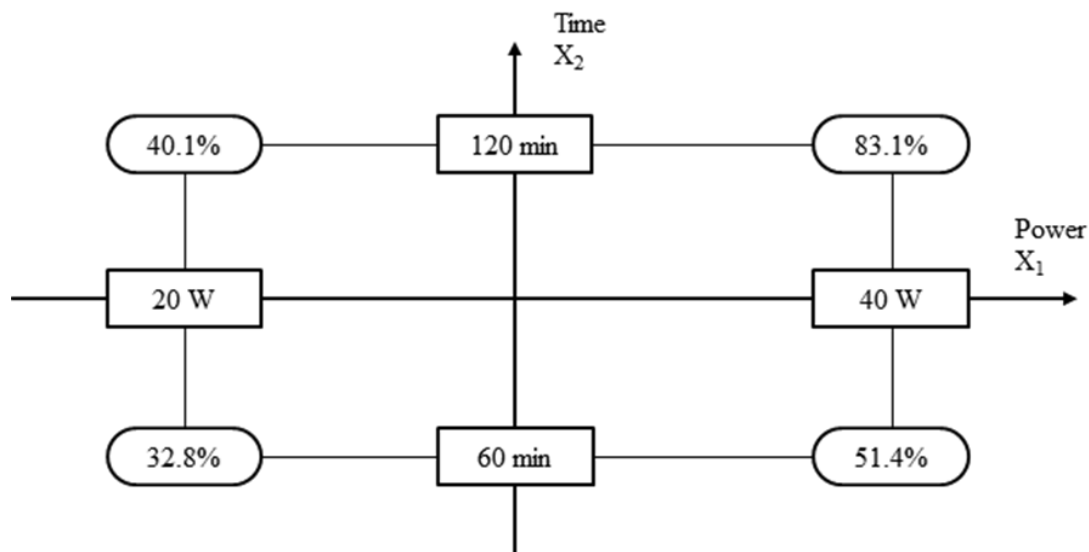 Time
X₂
40.1%
120 min
83.1%
Power
X₁
20 W
40 W
32.8%
60 min
51.4%